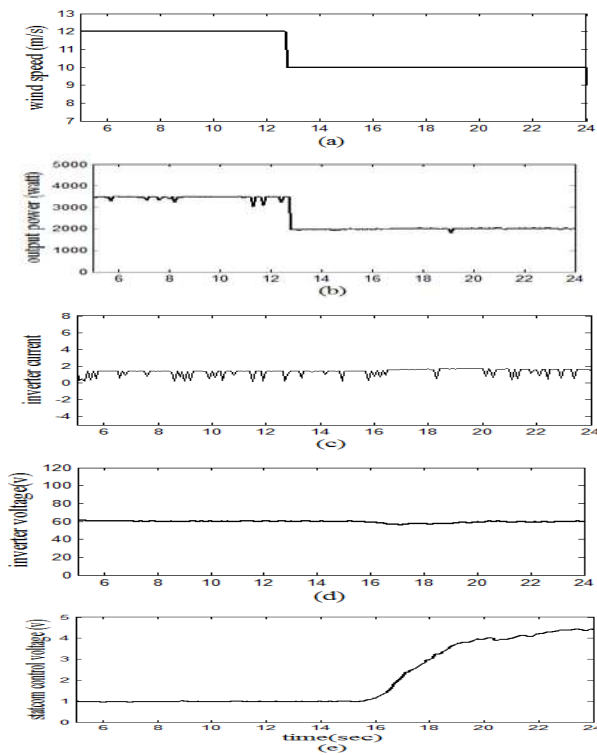 wind speed (m/s)
13
12
11
10
9
8
7
6 8 10 12 14 16 18 20 22 24
(a)
output power (watt)
5000
4000
3000
2000
1000
0
6 8 10 12 14 16 18 20 22 24
(b)
inverter current
8
6
4
2
0
-2
-4
6 8 10 12 14 16 18 20 22 24
(c)
inverter voltage(v)
120
100
80
60
40
20
0
6 8 10 12 14 16 18 20 22 24
(d)
statcom control voltage (v)
5
4
3
2
1
0
6 8 10 12 14 16 18 20 22 24
time(sec)
(e)